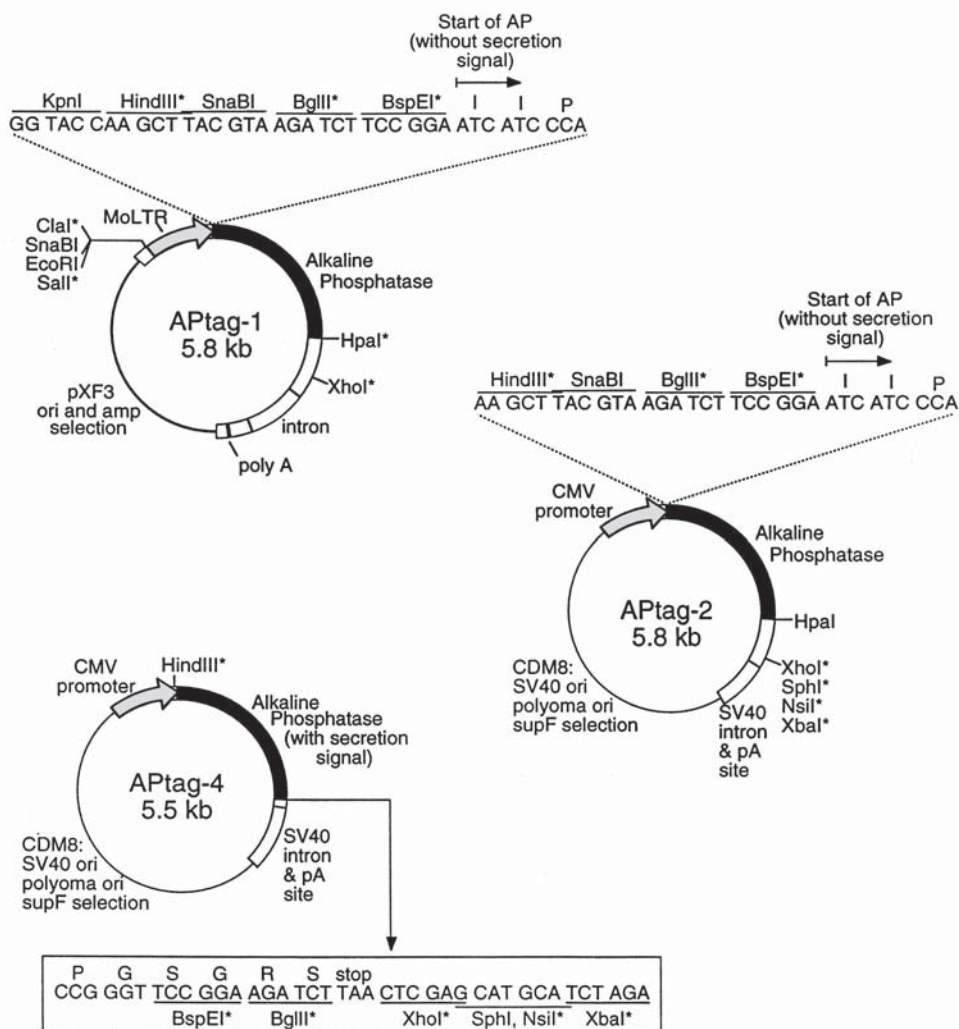 Start of AP
(without secretion
signal)
KpnI HindIII* SnaBI BglII* BspEI* I I P
GG TACC AA GCTT TAC GTA AGA TCT TCC GGA ATC ATC CCA
MoLTR
ClaI*
SnaBI
EcoRI
SalI*
Alkaline
Phosphatase
APtag-1
5.8 kb
HpaI*
XhoI*
pXF3
ori and amp
selection
intron
poly A
Start of AP
(without secretion
signal)
HindIII* SnaBI BglII* BspEI* I I P
AA GCT T TAC GTA AGA TCT TCC GGA ATC ATC CCA
CMV
promoter
Alkaline
Phosphatase
APtag-2
5.8 kb
HpaI
CDM8:
SV40 ori
polyoma ori
supF selection
XhoI*
SphI*
NsiI*
XbaI*
SV40
intron
& pA
site
HindIII*
CMV
promoter
Alkaline
Phosphatase
(with secretion
signal)
APtag-4
5.5 kb
CDM8:
SV40 ori
polyoma ori
supF selection
SV40
intron
& pA
site
P G S G R S stop
CCG GGT TCC GGA AGA TCT TAA CTC GAG CAT GCA TCT AGA
BspEI* BglII* XhoI* SphI, NsiI* XbaI*